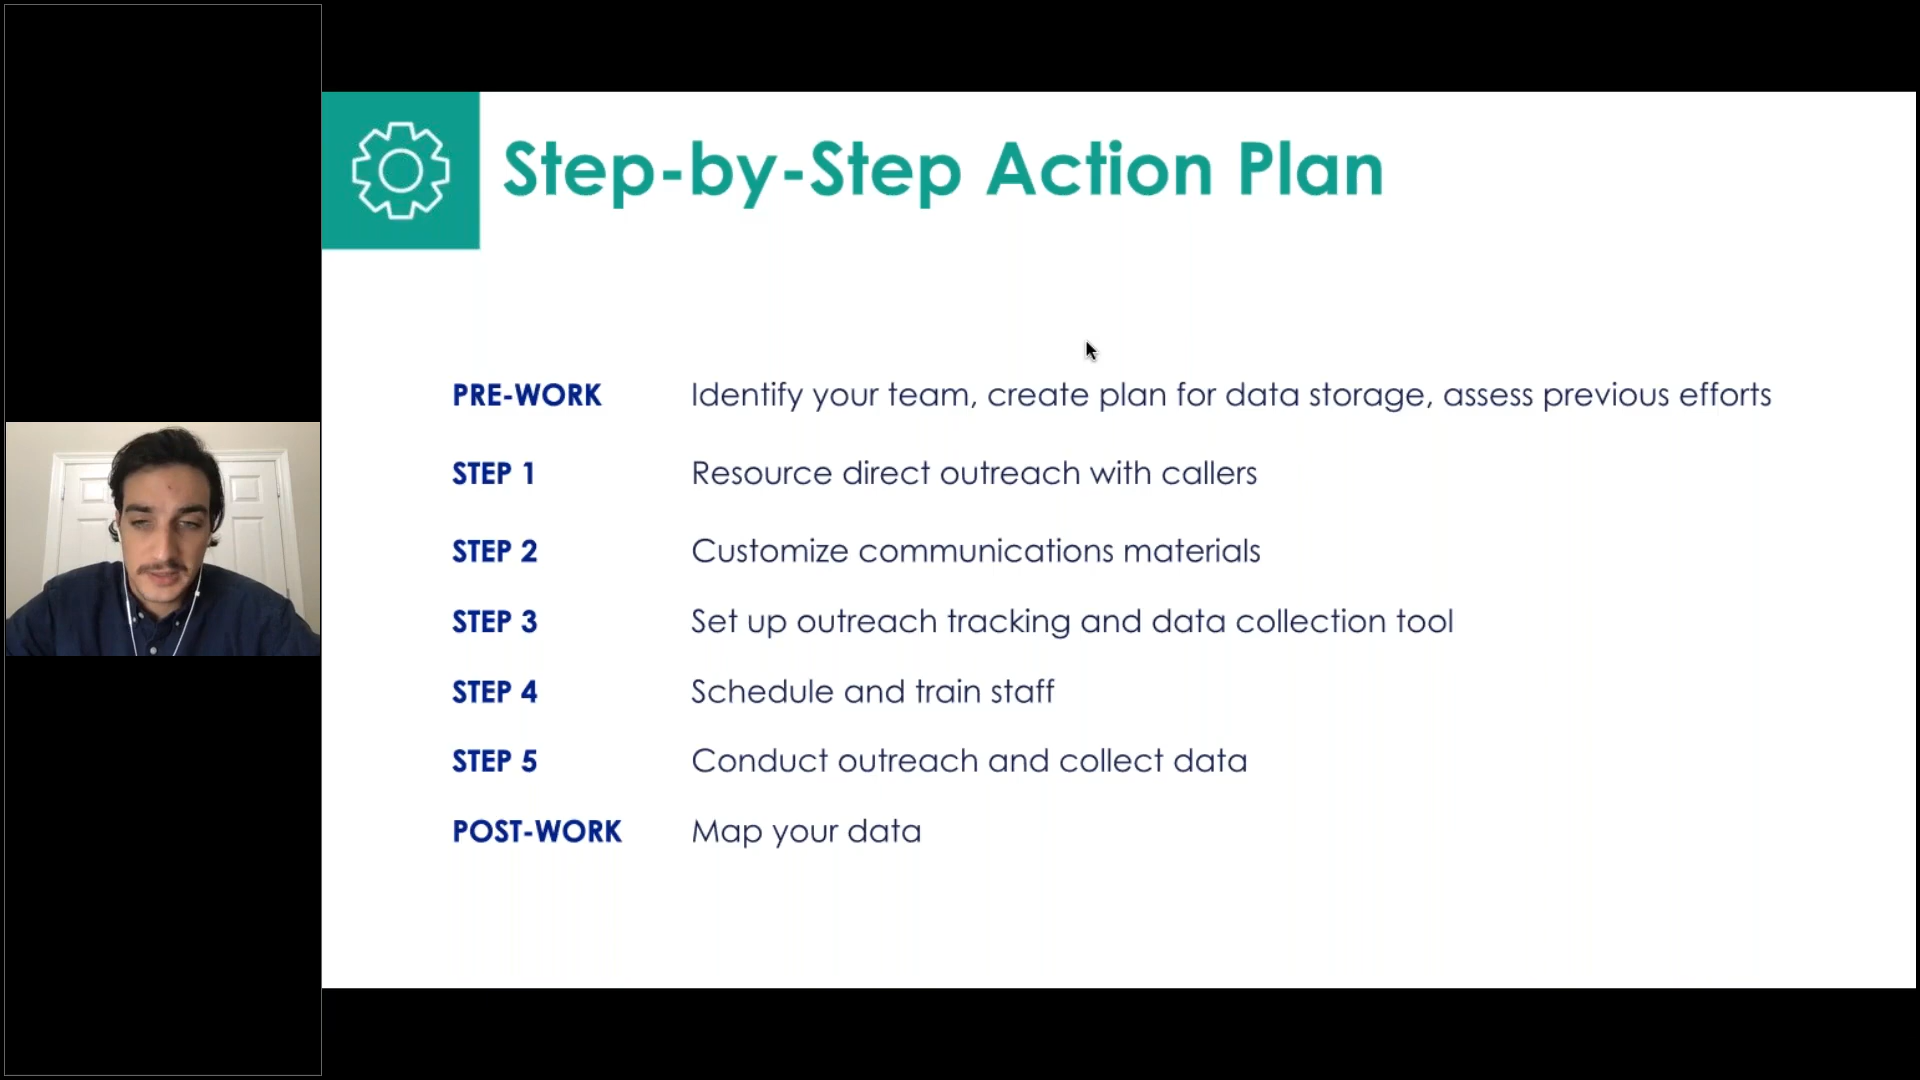 Step-by-Step Action Plan
PRE-WORK Identify your team, create plan for data storage, assess previous efforts
STEP 1 Resource direct outreach with callers
STEP 2 Customize communications materials
STEP 3 Set up outreach tracking and data collection tool
STEP 4 Schedule and train staff
STEP 5 Conduct outreach and collect data
POST-WORK Map your data